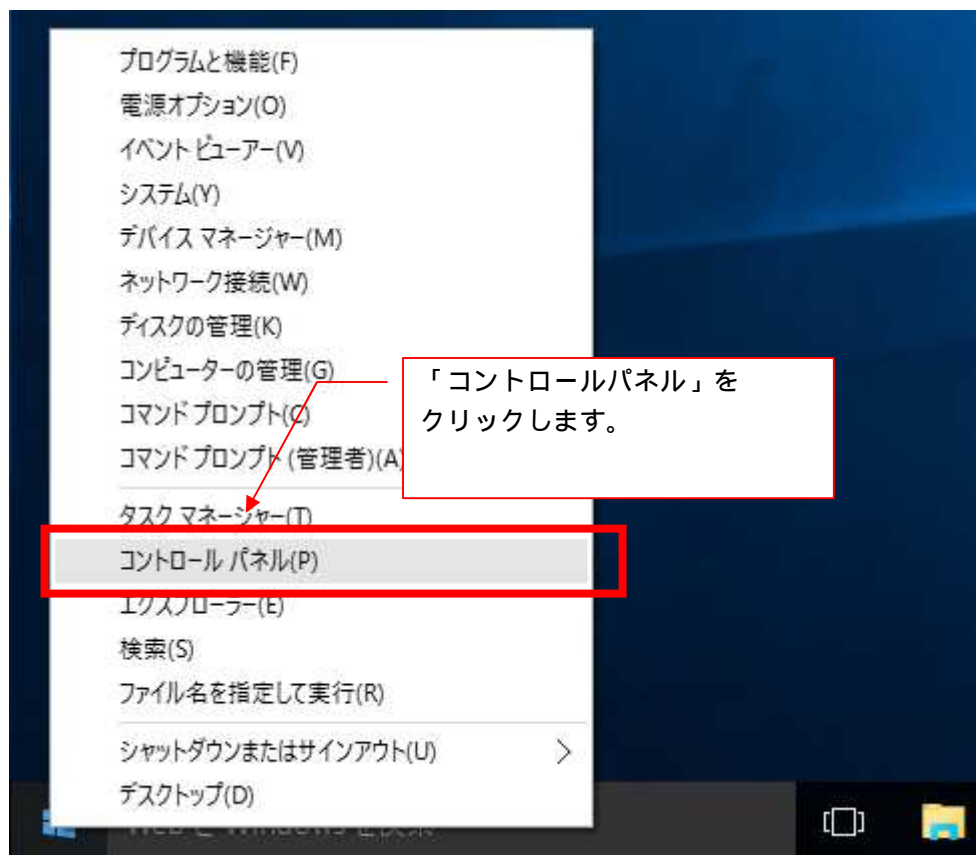 プログラムと機能(F)
電源オプション(O)
イベント ビューアー(V)
システム(Y)
デバイス マネージャー(M)
ネットワーク接続(W)
ディスクの管理(K)
コンピューターの管理(G)
コマンド プロンプト(C)
コマンド プロンプト (管理者)(A)
「コントロールパネル」を
クリックします。
タスク マネージャー(T)
コントロール パネル(P)
エクスプローラー(E)
検索(S)
ファイル名を指定して実行(R)
シャットダウンまたはサインアウト(U)
デスクトップ(D)